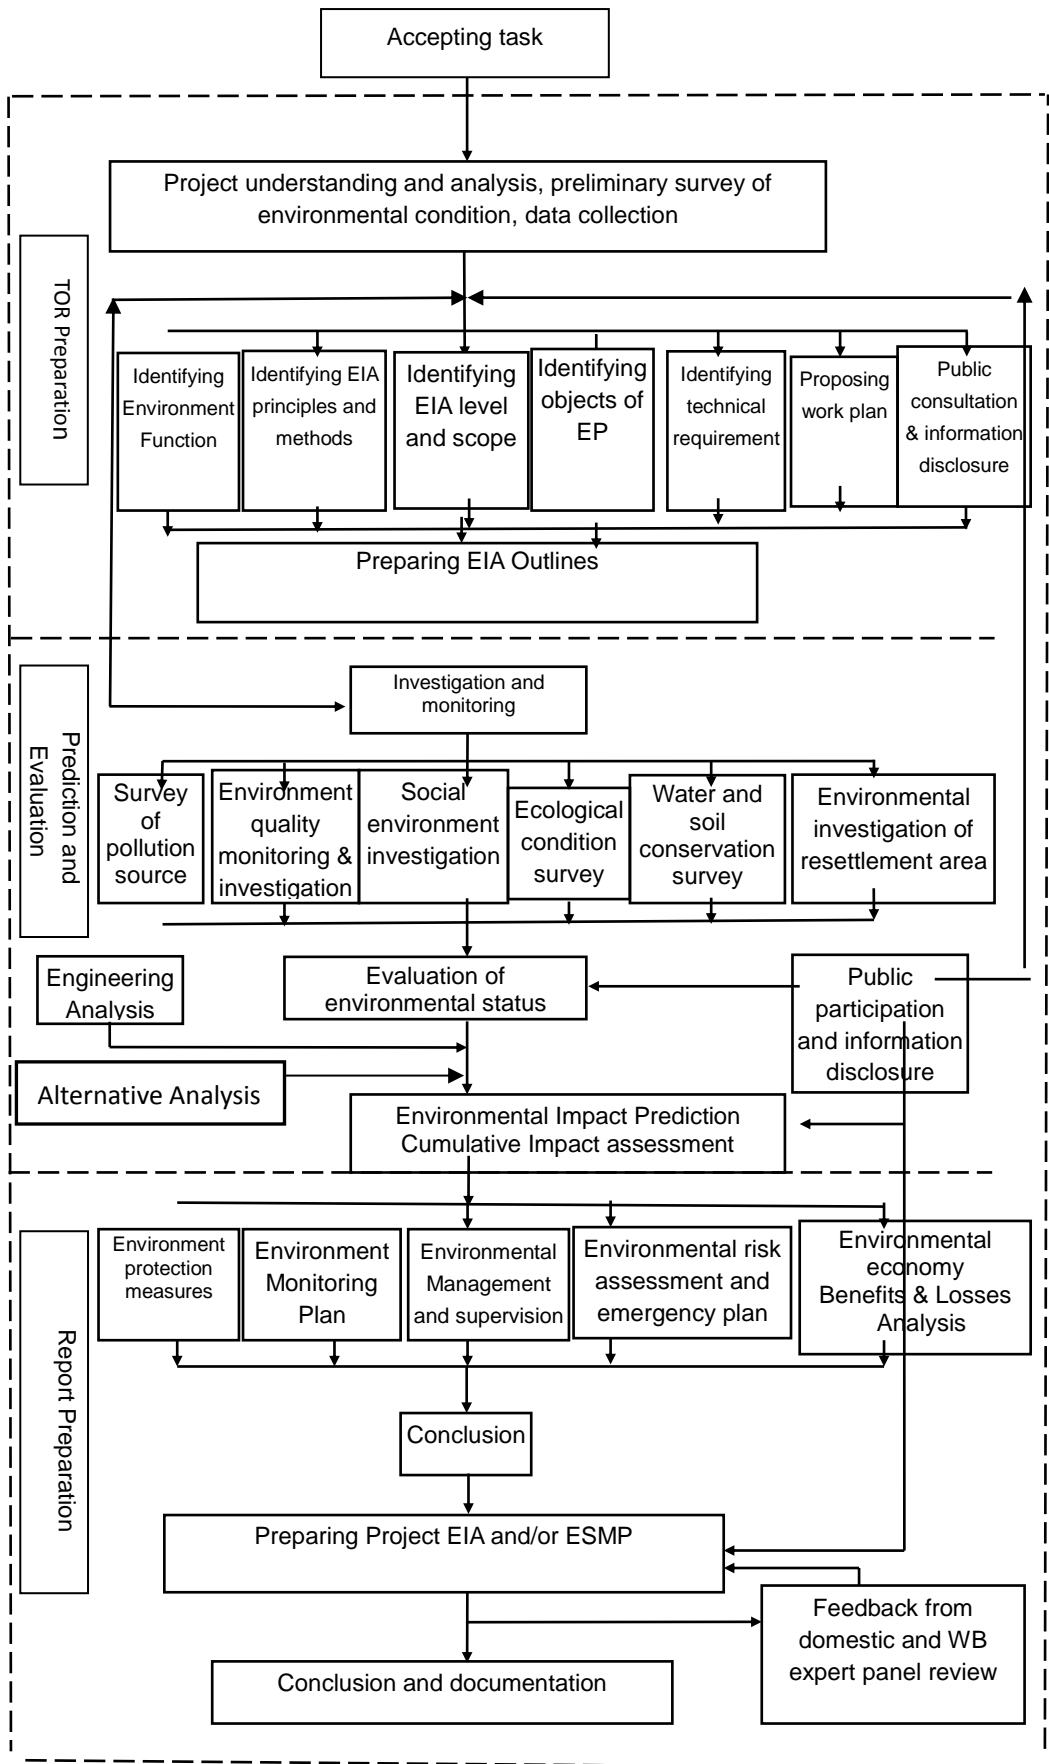 Accepting task
Project understanding and analysis, preliminary survey of
environmental condition, data collection
TOR Preparation
Identifying
Environment
Function
Identifying EIA
principles and
methods
Identifying
EIA level
and scope
Identifying
objects of
EP
Identifying
technical
requirement
Proposing
work plan
Public
consultation
& information
disclosure
Preparing EIA Outlines
Prediction and
Evaluation
Investigation and
monitoring
Survey
of
pollution
source
Environment
quality
monitoring &
investigation
Social
environment
investigation
Ecological
condition
survey
Water and
soil
conservation
survey
Environmental
investigation of
resettlement area
Engineering
Analysis
Evaluation of
environmental status
Public
participation
and information
disclosure
Alternative Analysis
Environmental Impact Prediction
Cumulative Impact assessment
Report Preparation
Environment
protection
measures
Environment
Monitoring
Plan
Environmental
Management
and supervision
Environmental risk
assessment and
emergency plan
Environmental
economy
Benefits & Losses
Analysis
Conclusion
Preparing Project EIA and/or ESMP
Feedback from
domestic and WB
expert panel review
Conclusion and documentation